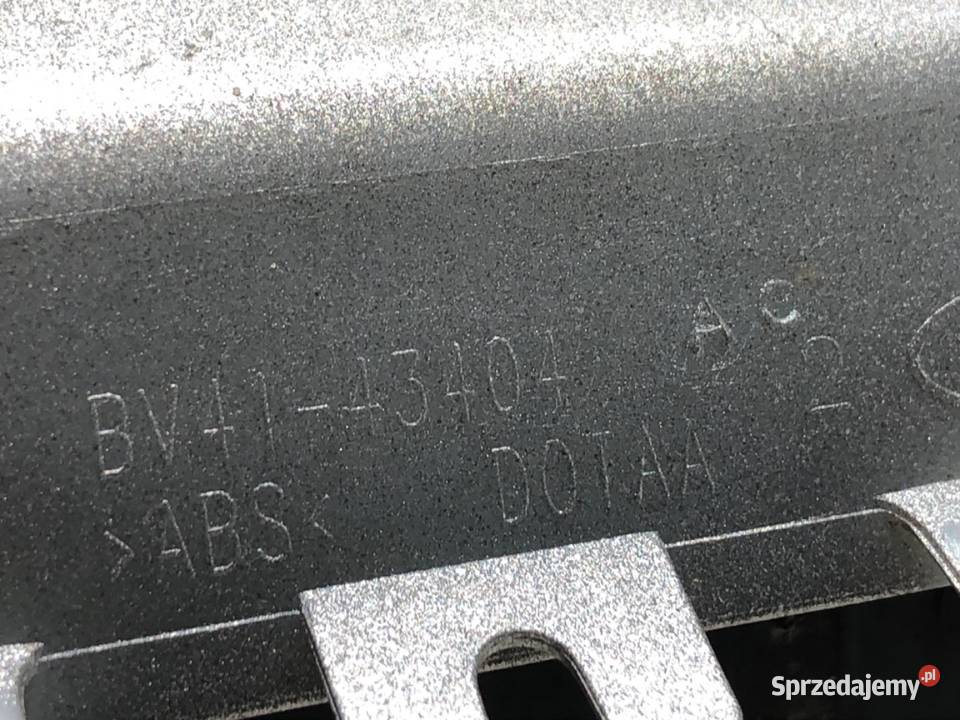 BV41-43404 AC
>ABS< DOTAA
Sprzedajemy.pl